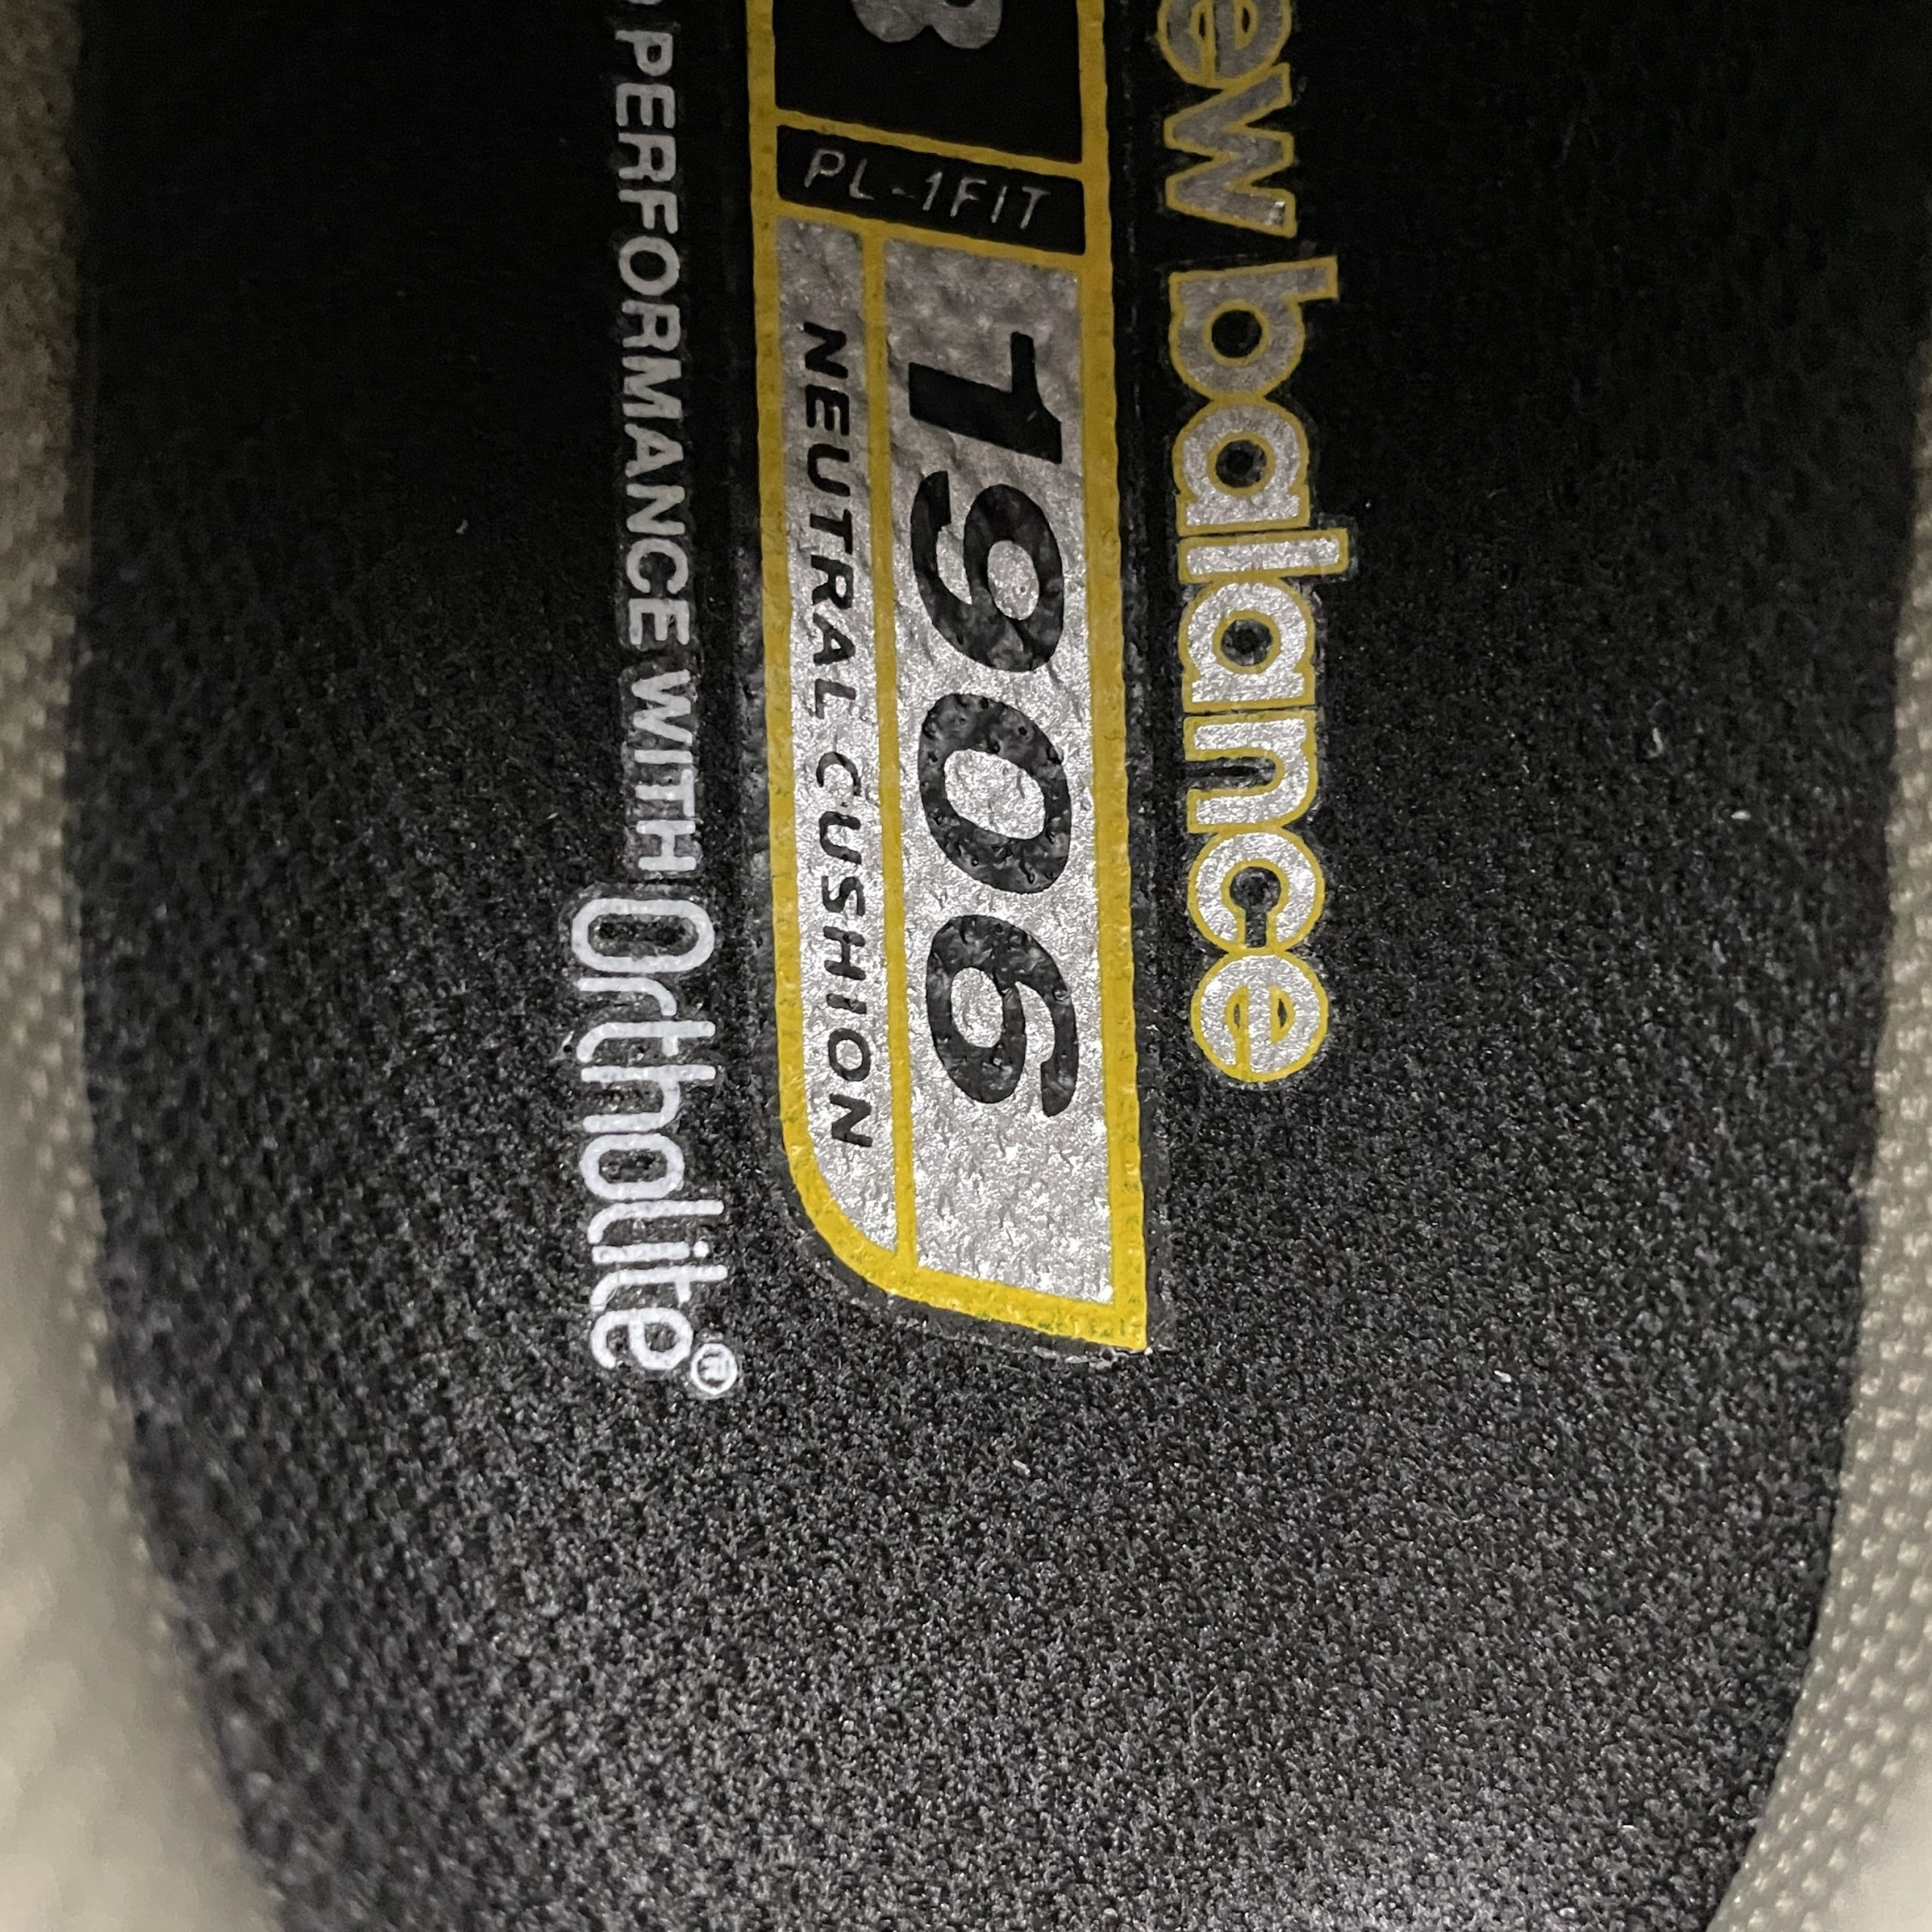 ew balance
B
PL-1FIT
1906
NEUTRAL CUSHION
PERFORMANCE WITH Ortholite®